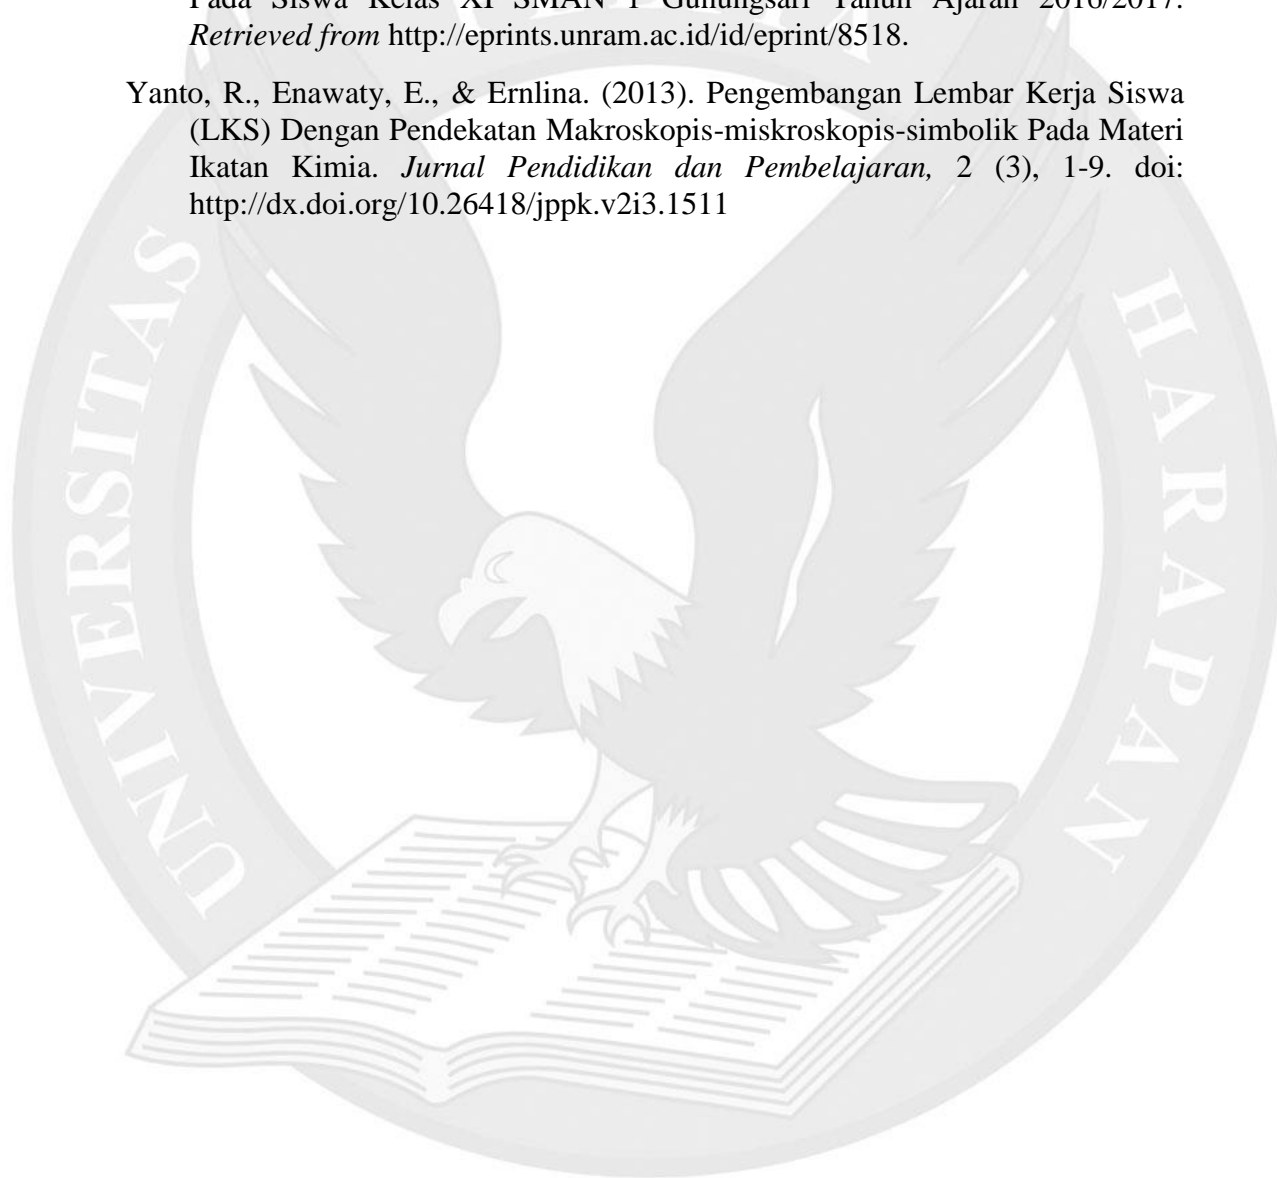 Pada Siswa Kelas XI SMAN 1 Gunungsari Tahun Ajaran 2016/2017.
Retrieved from http://eprints.unram.ac.id/id/eprint/8518.
Yanto, R., Enawaty, E., & Ernlina. (2013). Pengembangan Lembar Kerja Siswa
(LKS) Dengan Pendekatan Makroskopis-miskroskopis-simbolik Pada Materi
Ikatan Kimia. Jurnal Pendidikan dan Pembelajaran, 2 (3), 1-9. doi:
http://dx.doi.org/10.26418/jppk.v2i3.1511
UNIVERSITAS
HARAPAN